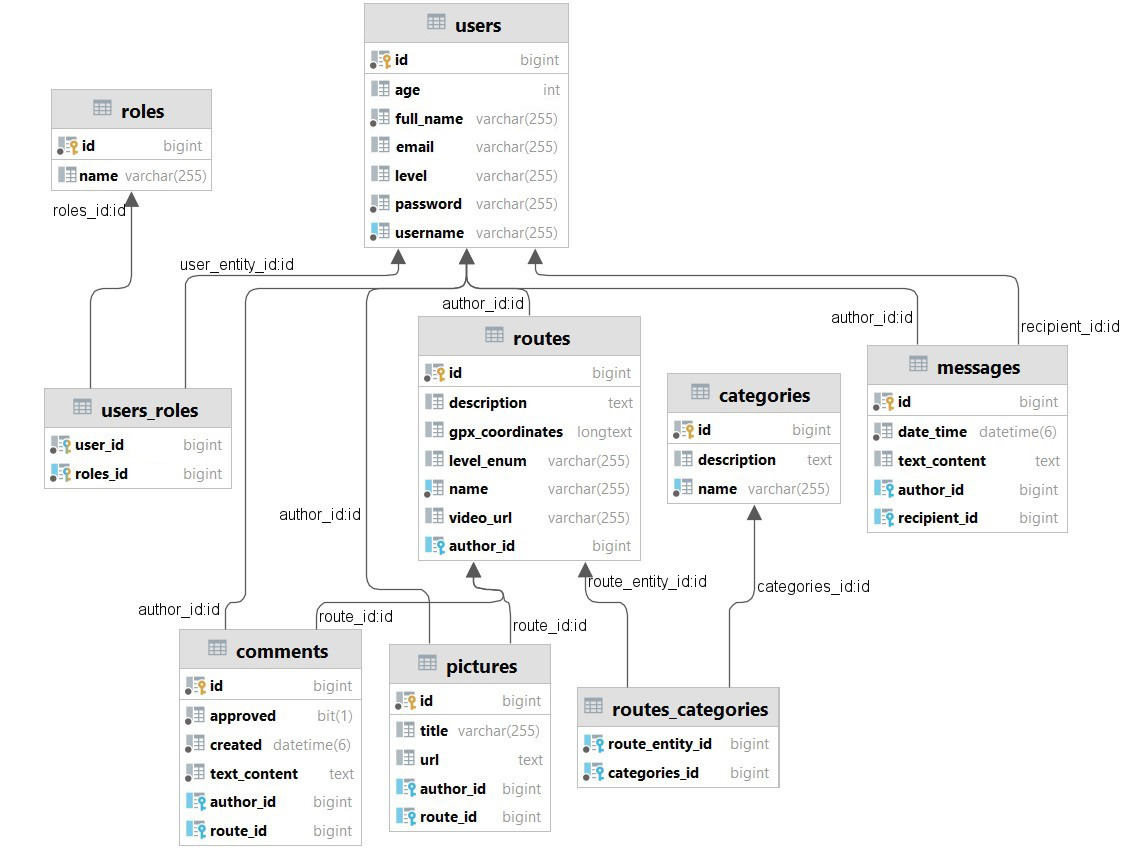 users
id bigint
age int
full_name varchar(255)
email varchar(255)
level varchar(255)
password varchar(255)
username varchar(255)
roles
id bigint
name varchar(255)
roles_id:id
user_entity_id:id
author_id:id
author_id:id
recipient_id:id
routes
id bigint
description text
gpx_coordinates longtext
level_enum varchar(255)
name varchar(255)
video_url varchar(255)
author_id bigint
categories
id bigint
description text
name varchar(255)
messages
id bigint
date_time datetime(6)
text_content text
author_id bigint
recipient_id bigint
users_roles
user_id bigint
roles_id bigint
author_id:id
route_entity_id:id
categories_id:id
author_id:id
route_id:id
route_id:id
comments
id bigint
approved bit(1)
created datetime(6)
text_content text
author_id bigint
route_id bigint
pictures
id bigint
title varchar(255)
url text
author_id bigint
route_id bigint
routes_categories
route_entity_id bigint
categories_id bigint